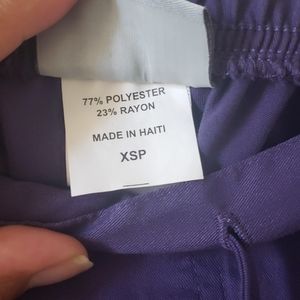 77% POLYESTER
23% RAYON
MADE IN HAITI
XSP